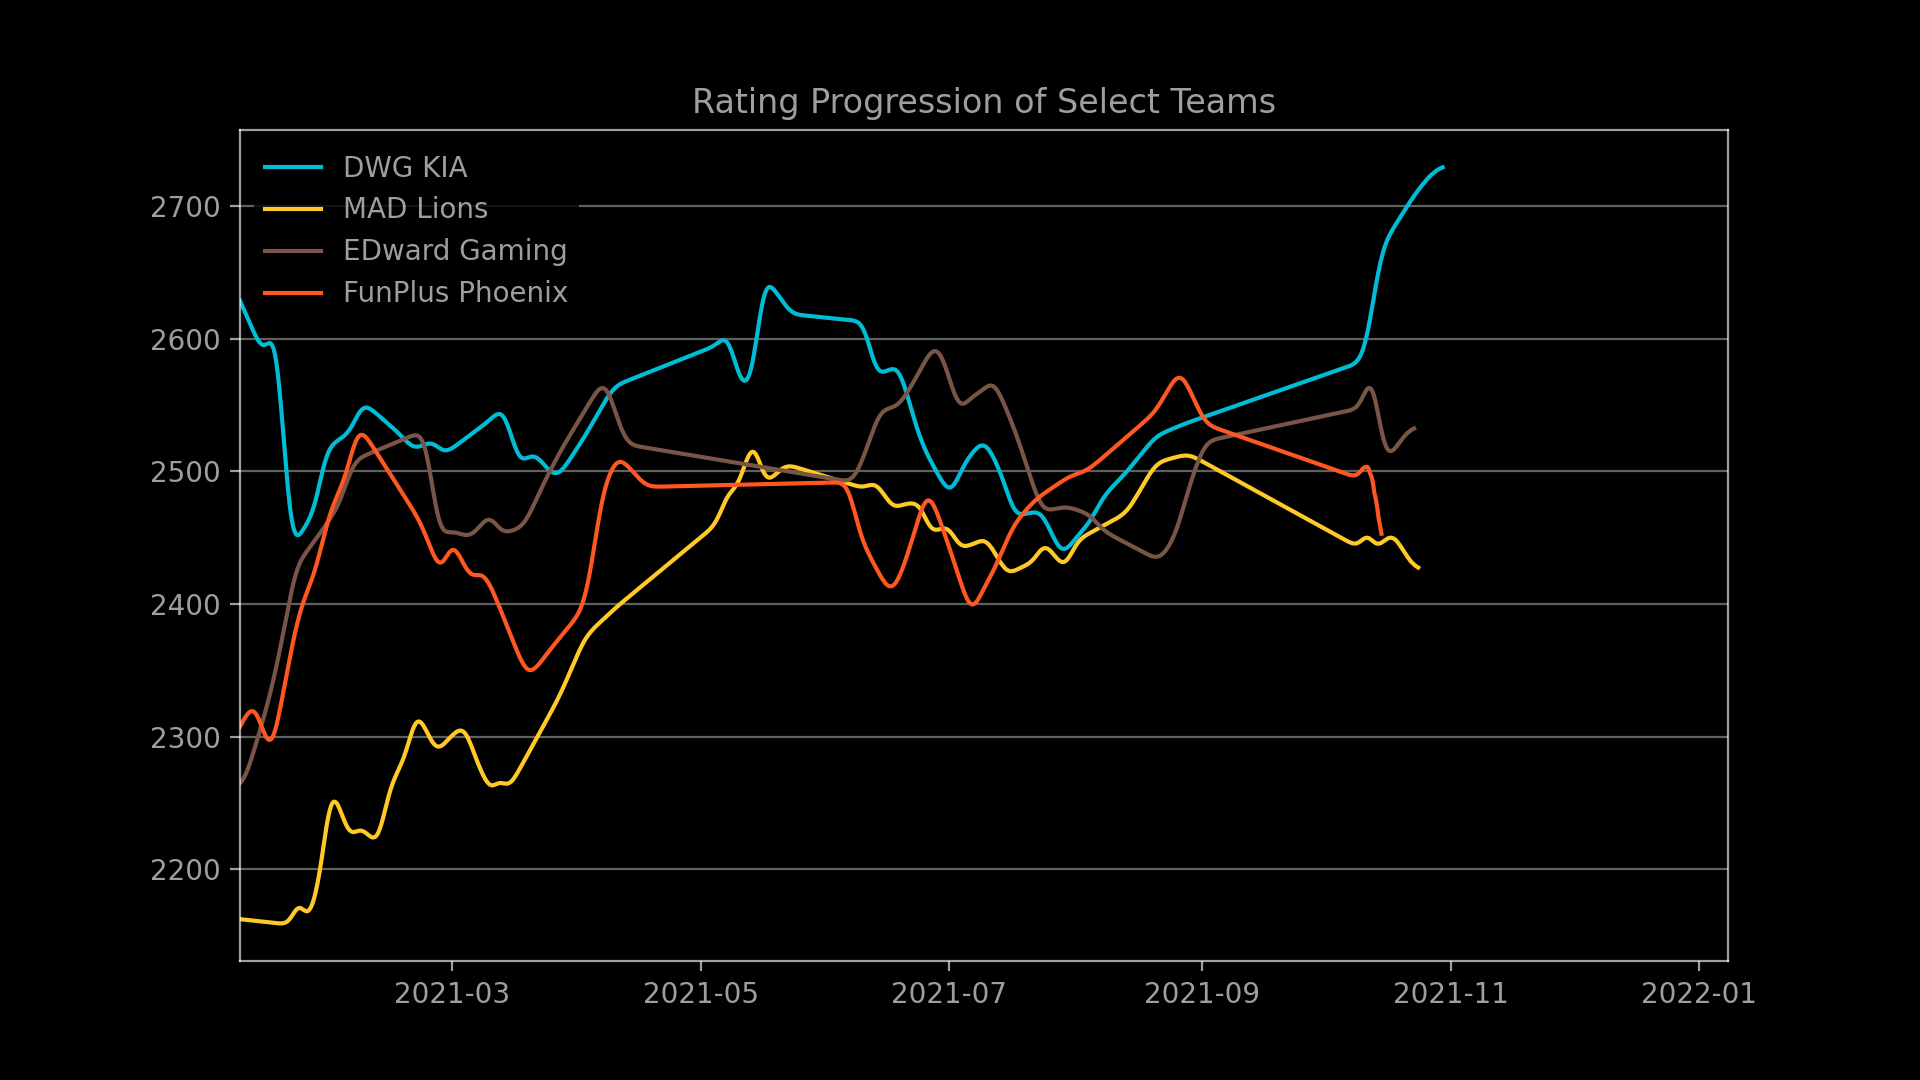 Rating Progression of Select Teams
DWG KIA
MAD Lions
EDward Gaming
FunPlus Phoenix
2700
2600
2500
2400
2300
2200
2021-03
2021-05
2021-07
2021-09
2021-11
2022-01